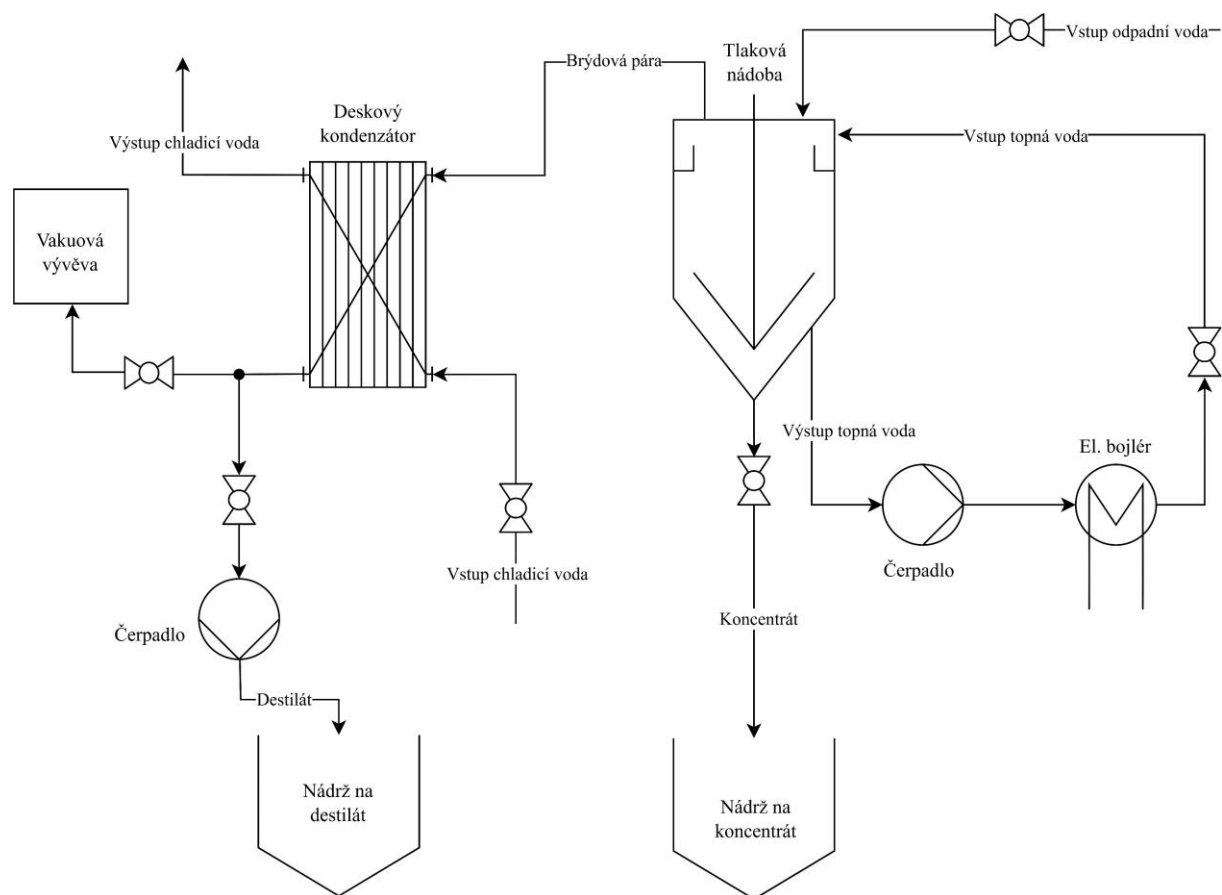 Vstup odpadní voda
Tlaková
nádoba
Brýdová pára
Deskový
kondenzátor
Výstup chladicí voda
Vstup topná voda
Vakuová
vývěva
Výstup topná voda
El. bojlér
Čerpadlo
Vstup chladicí voda
Koncentrát
Čerpadlo
Destilát
Nádrž na
destilát
Nádrž na
koncentrát